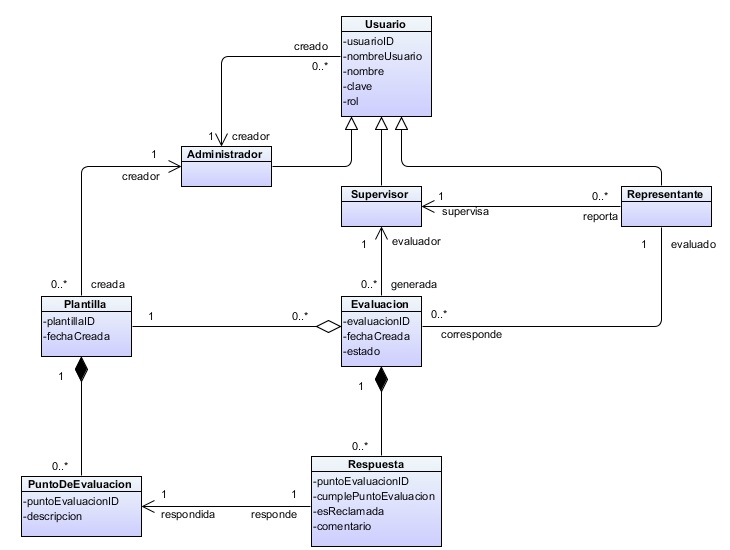 Usuario
-usuarioID
-nombreUsuario
-nombre
-clave
-rol
creado
0..*
1
creador
Administrador
1
creador
Supervisor
1
supervisa
0..*
reporta
Representante
1
evaluador
1
evaluado
0..*
creada
0..*
generada
Plantilla
-plantillaID
-fechaCreada
1
0..*
Evaluacion
-evaluacionID
-fechaCreada
-estado
0..*
corresponde
1
1
0..*
0..*
PuntoDeEvaluacion
-puntoEvaluacionID
-descripcion
1
respondida
1
responde
Respuesta
-puntoEvaluacionID
-cumplePuntoEvaluacion
-esReclamada
-comentario